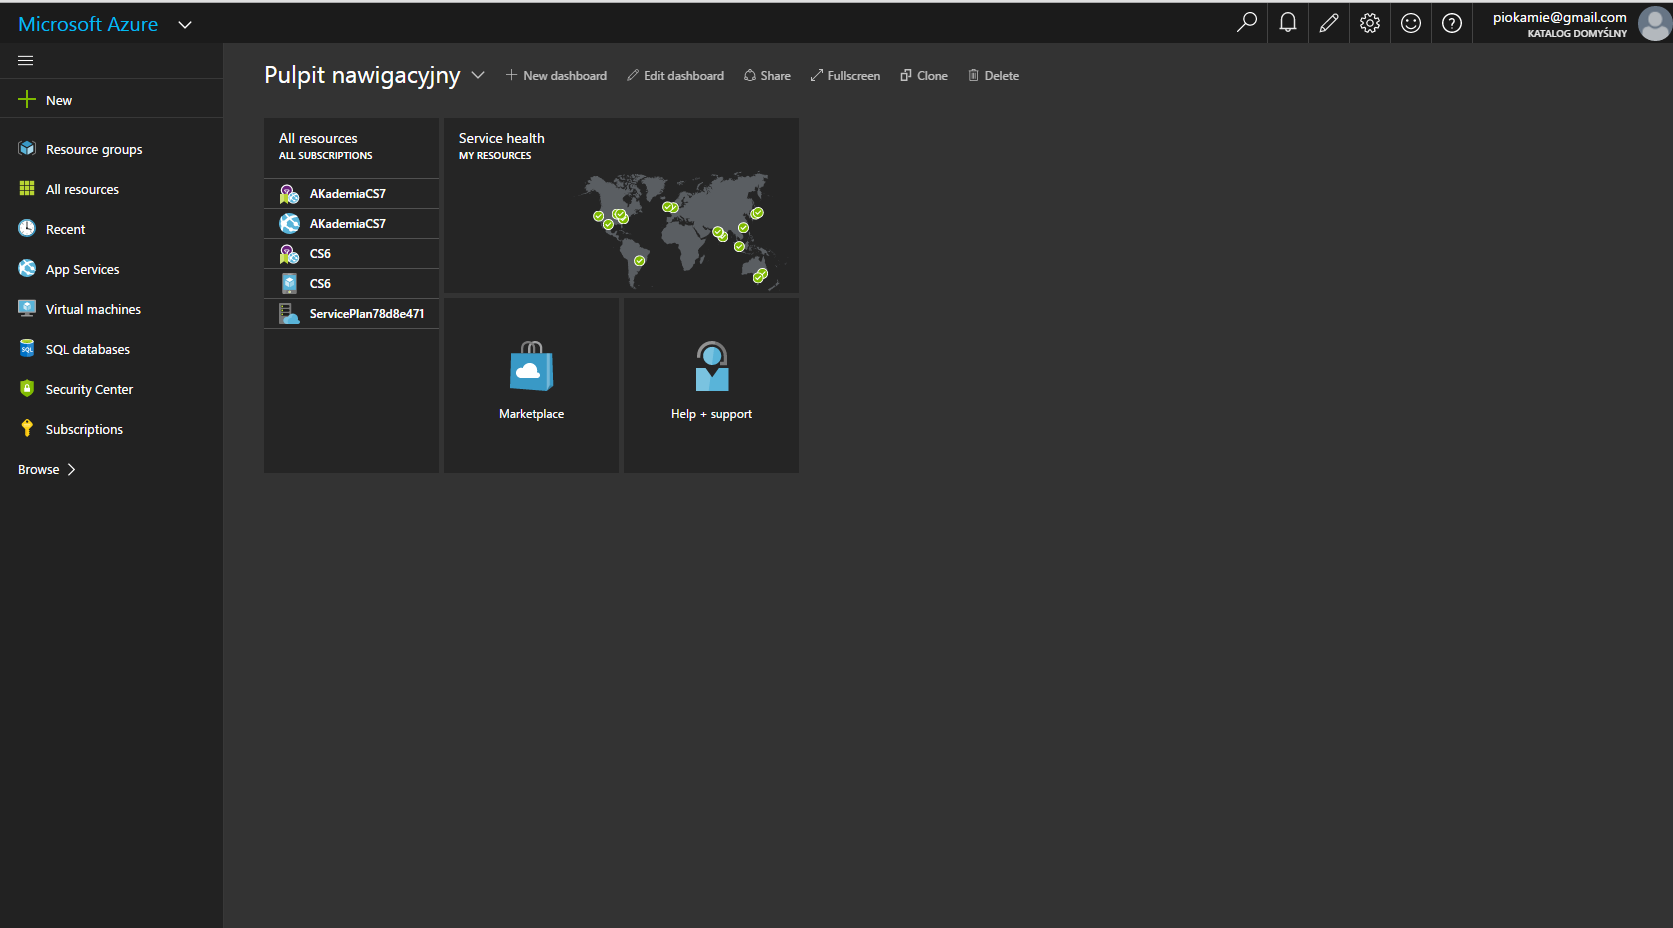 Microsoft Azure
piokamie@gmail.com
KATALOG DOMYŚLNY
New
Resource groups
All resources
Recent
App Services
Virtual machines
SQL databases
Security Center
Subscriptions
Browse
Pulpit nawigacyjny
New dashboard
Edit dashboard
Share
Fullscreen
Clone
Delete
All resources
ALL SUBSCRIPTIONS
AKademiaCS7
AKademiaCS7
CS6
CS6
ServicePlan78d8e471
Service health
MY RESOURCES
Marketplace
Help + support